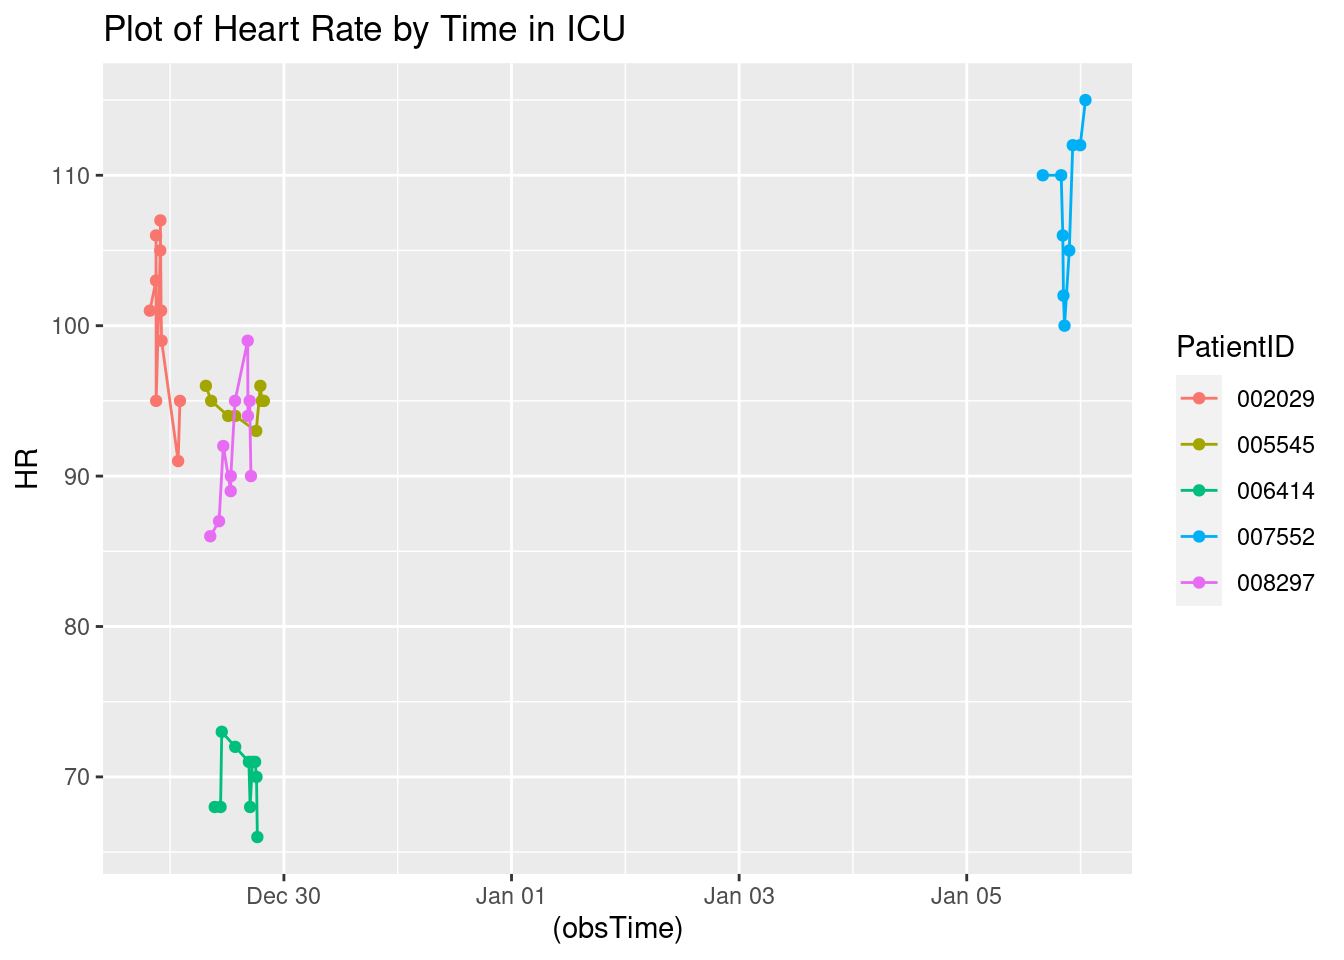 Plot of Heart Rate by Time in ICU
110
100
90
80
70
HR
Dec 30
Jan 01
Jan 03
Jan 05
(obsTime)
PatientID
002029
005545
006414
007552
008297